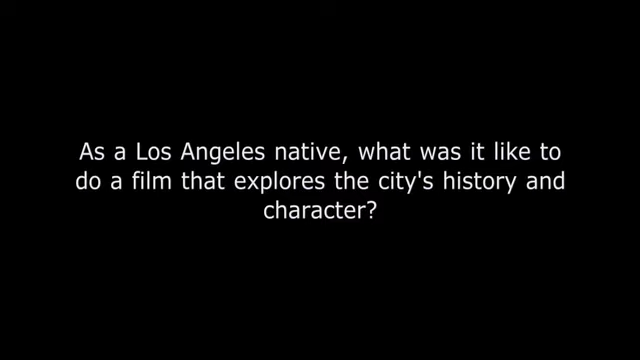 As a Los Angeles native, what was it like to
do a film that explores the city's history and
character?